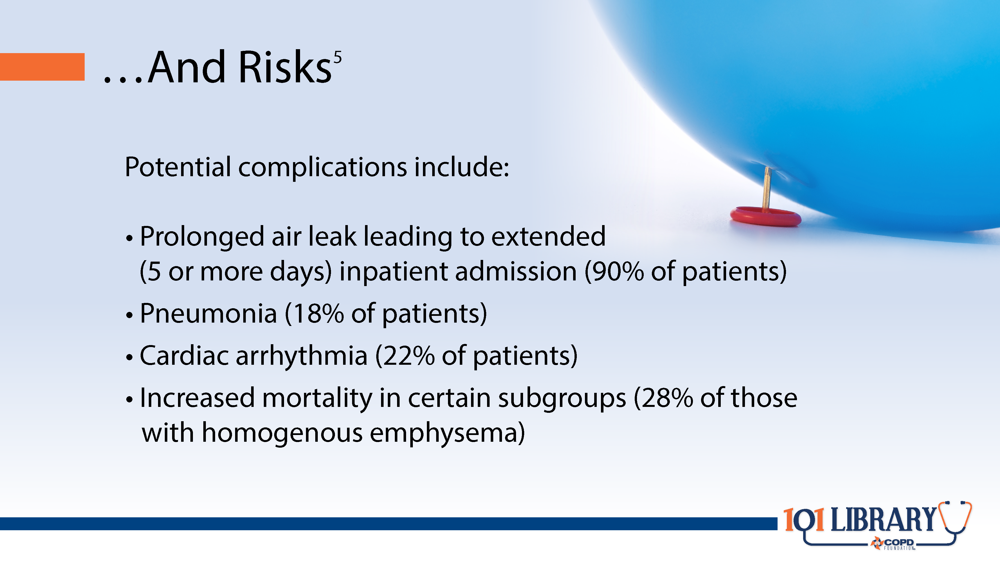 …And Risks⁵
Potential complications include:
• Prolonged air leak leading to extended
(5 or more days) inpatient admission (90% of patients)
• Pneumonia (18% of patients)
• Cardiac arrhythmia (22% of patients)
• Increased mortality in certain subgroups (28% of those
with homogenous emphysema)
101 LIBRARY
COPD
FOUNDATION®